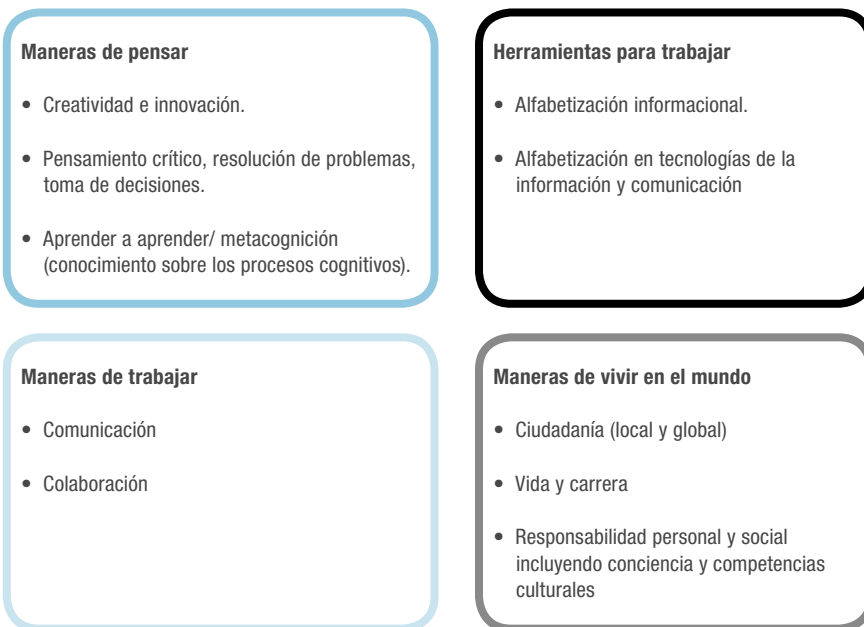 Maneras de pensar
• Creatividad e innovación.
• Pensamiento crítico, resolución de problemas,
toma de decisiones.
• Aprender a aprender/ metacognición
(conocimiento sobre los procesos cognitivos).
Herramientas para trabajar
• Alfabetización informacional.
• Alfabetización en tecnologías de la
información y comunicación
Maneras de trabajar
• Comunicación
• Colaboración
Maneras de vivir en el mundo
• Ciudadanía (local y global)
• Vida y carrera
• Responsabilidad personal y social
incluyendo conciencia y competencias
culturales